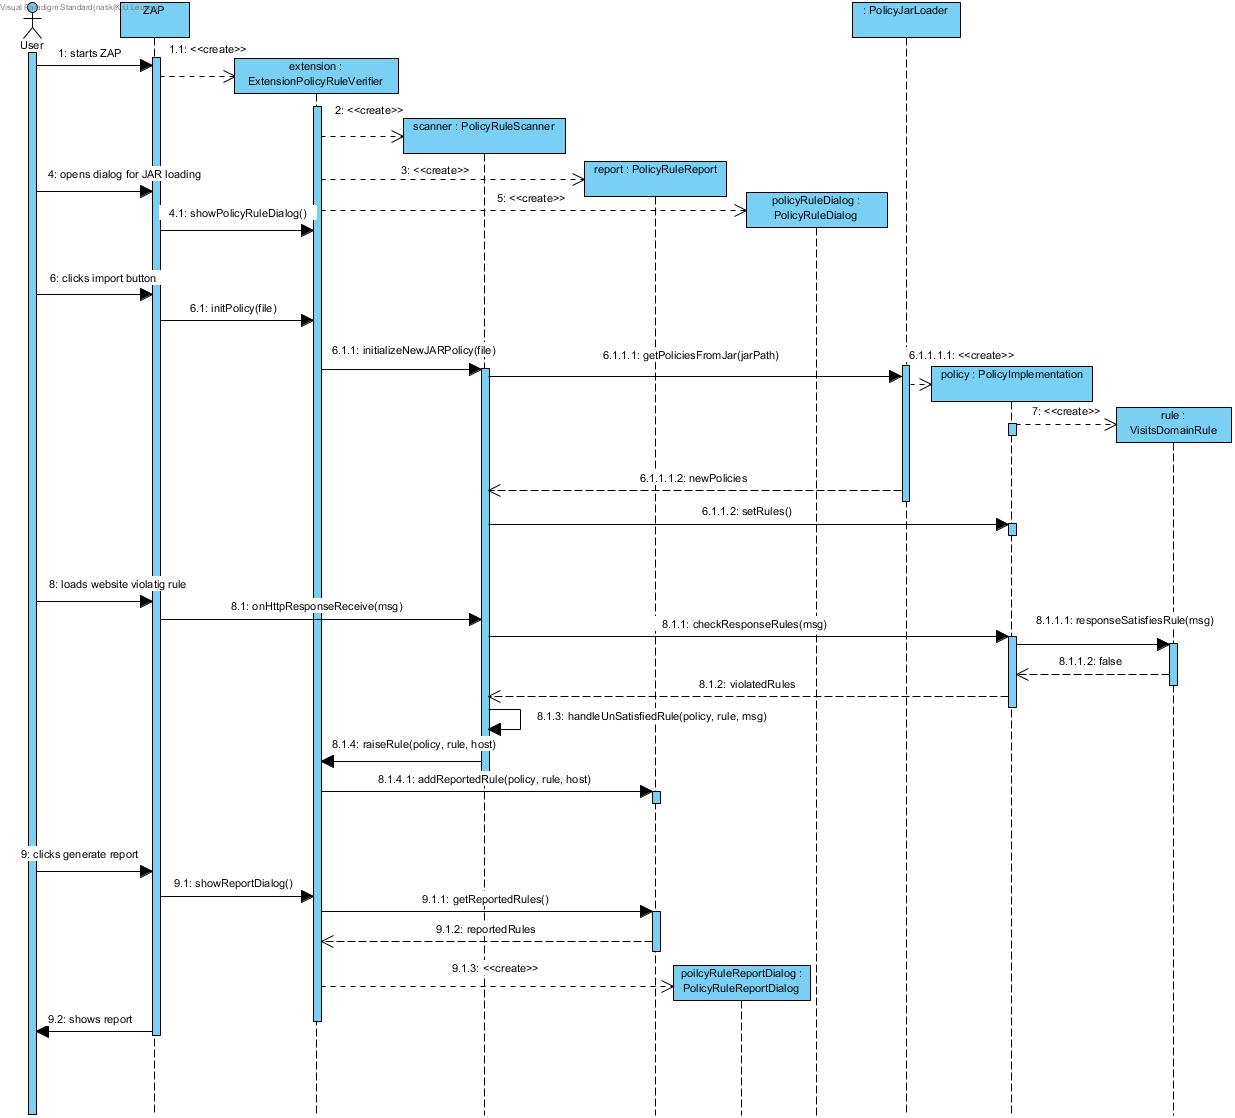 Visual Paradigm Standard(natik(K.U.Leuven))
User
ZAP
: PolicyJarLoader
1: starts ZAP
1.1: <<create>>
extension :
ExtensionPolicyRuleVerifier
2: <<create>>
scanner : PolicyRuleScanner
3: <<create>>
report : PolicyRuleReport
4: opens dialog for JAR loading
5: <<create>>
policyRuleDialog :
PolicyRuleDialog
4.1: showPolicyRuleDialog()
6: clicks import button
6.1: initPolicy(file)
6.1.1: initializeNewJARPolicy(file)
6.1.1.1: getPoliciesFromJar(jarPath)
6.1.1.1.1: <<create>>
policy : PolicyImplementation
7: <<create>>
rule :
VisitsDomainRule
6.1.1.1.2: newPolicies
6.1.1.2: setRules()
8: loads website violatig rule
8.1: onHttpResponseReceive(msg)
8.1.1: checkResponseRules(msg)
8.1.1.1: responseSatisfiesRule(msg)
8.1.1.2: false
8.1.2: violatedRules
8.1.3: handleUnSatisfiedRule(policy, rule, msg)
8.1.4: raiseRule(policy, rule, host)
8.1.4.1: addReportedRule(policy, rule, host)
9: clicks generate report
9.1: showReportDialog()
9.1.1: getReportedRules()
9.1.2: reportedRules
9.1.3: <<create>>
poilcyRuleReportDialog :
PolicyRuleReportDialog
9.2: shows report